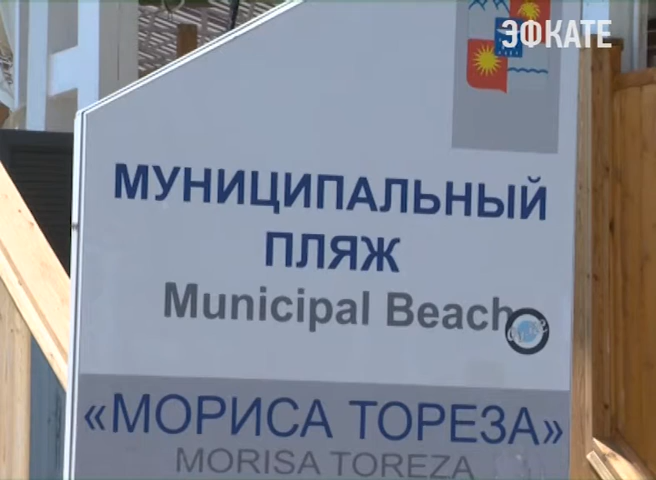 ЭФКАТЕ
МУНИЦИПАЛЬНЫЙ
ПЛЯЖ
Municipal Beach
«МОРИСА ТОРЕЗА»
MORISA TOREZA